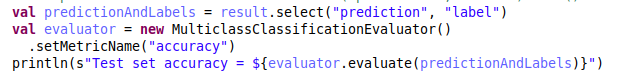 val predictionAndLabels = result.select("prediction", "label")
val evaluator = new MulticlassClassificationEvaluator()
.setMetricName("accuracy")
println(s"Test set accuracy = ${evaluator.evaluate(predictionAndLabels)}")